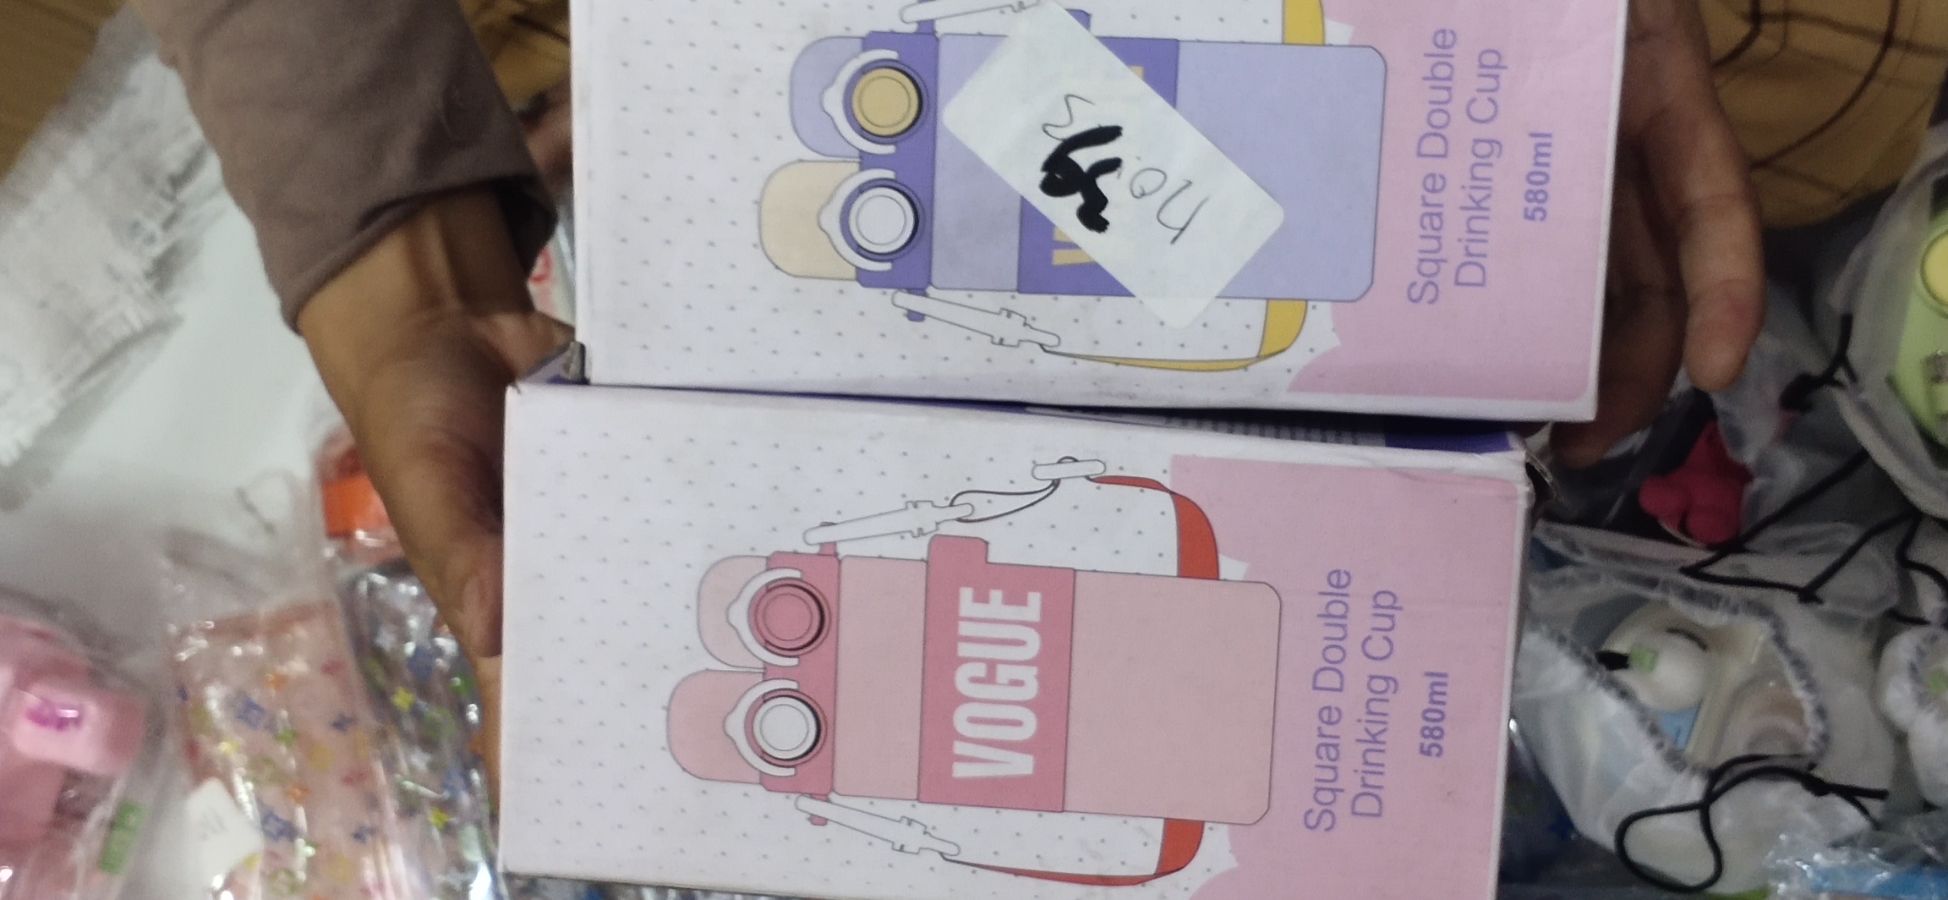 Square Double
Drinking Cup
580ml
VOGUE
Square Double
Drinking Cup
580ml